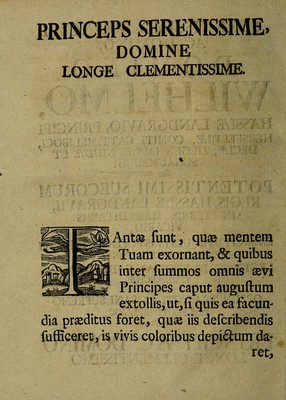 PRINCEPS SERENISSIME,
DOMINE
LONGE CLEMENTISSIME.
TAntæ ſunt, quæ mentem
Tuam exornant, & quibus
inter ſummos omnis ævi
Principes caput auguſtum
extollis, ut, ſi quis ea facun-
dia præditus foret, quæ iis deſcribendis
ſufficeret, is vivis coloribus depictum da-
ret,